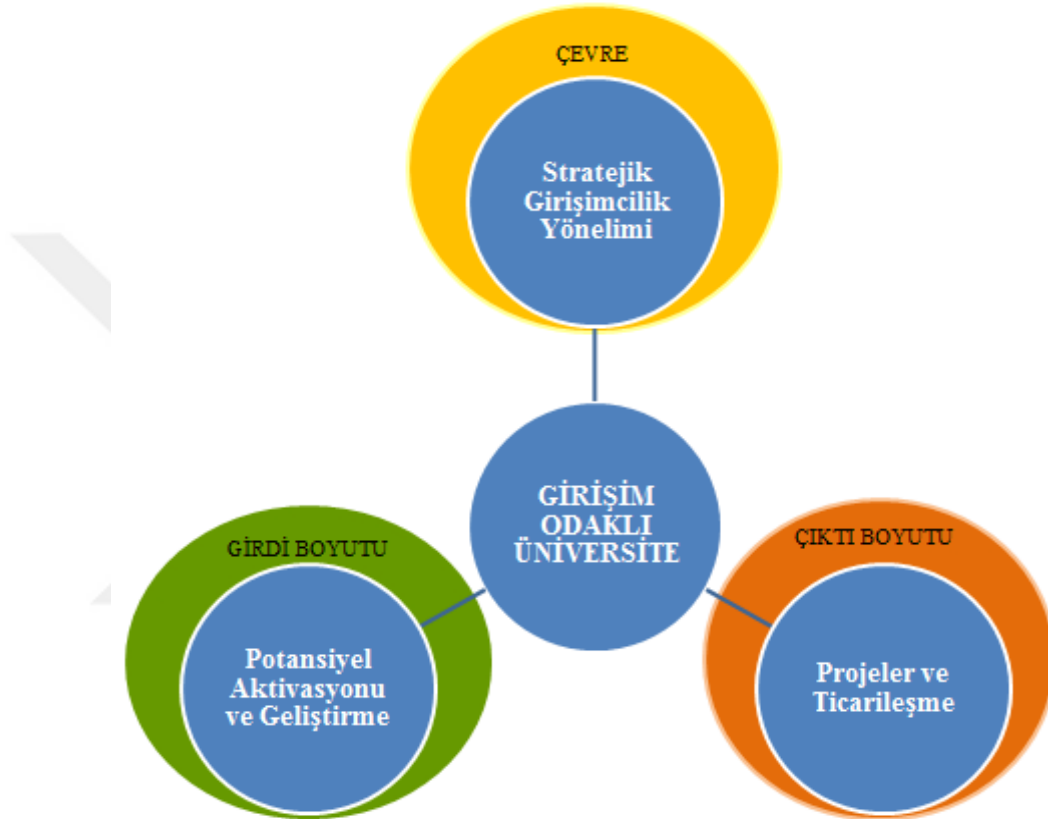 ÇEVRE
Stratejik
Girişimcilik
Yönelimi
GİRİŞİM
ODAKLI
ÜNİVERSİTE
GİRDİ BOYUTU
Potansiyel
Aktivasyonu
ve Geliştirme
ÇIKTI BOYUTU
Projeler ve
Ticarileşme